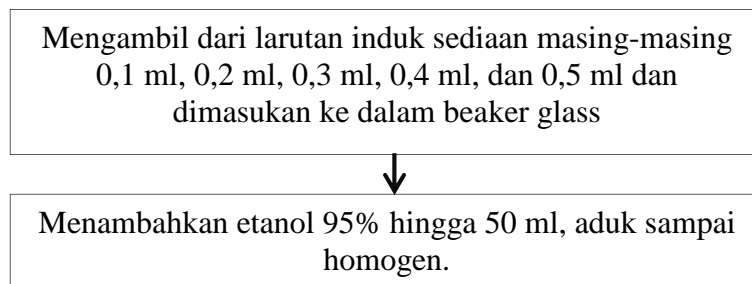 Mengambil dari larutan induk sediaan masing-masing
0,1 ml, 0,2 ml, 0,3 ml, 0,4 ml, dan 0,5 ml dan
dimasukan ke dalam beaker glass
Menambahkan etanol 95% hingga 50 ml, aduk sampai
homogen.